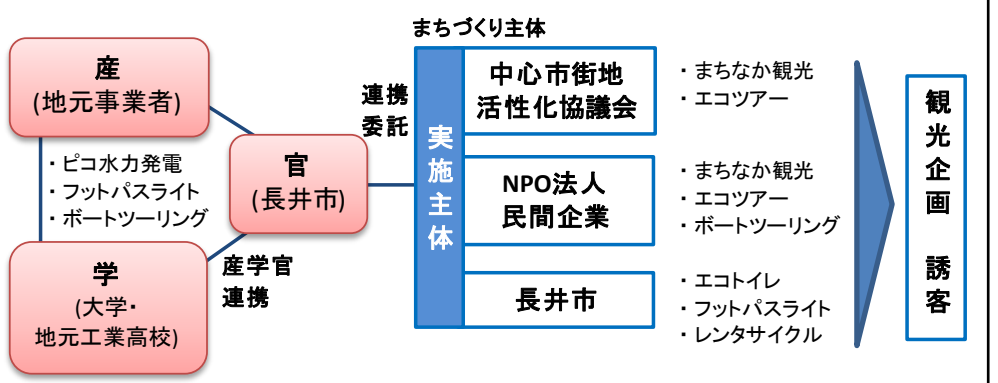 産
(地元事業者)
・ピコ水力発電
・フットパスライト
・ボートツーリング
学
(大学・
地元工業高校)
官
(長井市)
産学官
連携
連携
委託
まちづくり主体
実施主体
中心市街地
活性化協議会
・まちなか観光
・エコツアー
NPO法人
民間企業
・まちなか観光
・エコツアー
・ボートツーリング
長井市
・エコトイレ
・フットパスライト
・レンタサイクル
観光企画 誘客